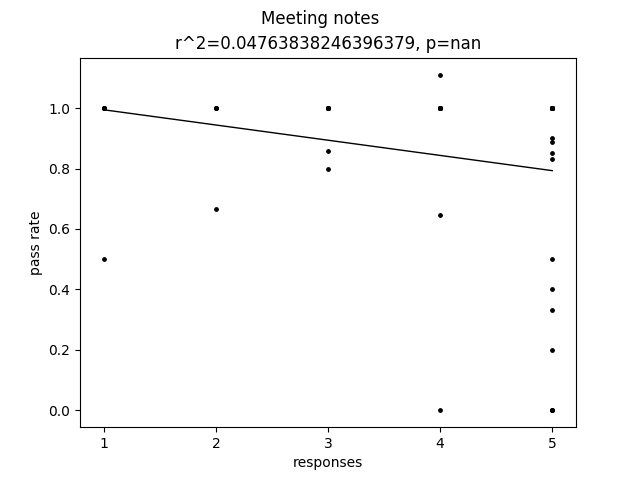 Meeting notes
r^2=0.04763838246396379, p=nan
pass rate
1.0
0.8
0.6
0.4
0.2
0.0
1 2 3 4 5
responses